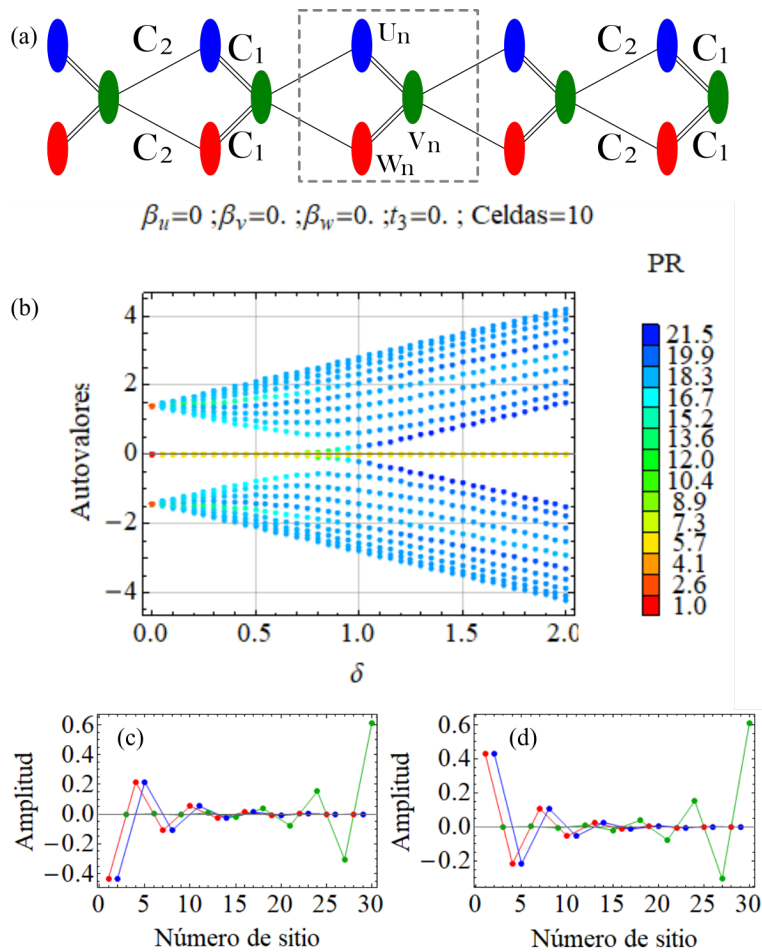 (a)
C2 C1 Un C2 C1
C2 C1 Vn C2 C1
Wn
βu=0 ;βv=0. ;βw=0. ;t3=0. ; Celdas=10
PR
(b)
Autovalores
4
2
0
−2
−4
0.0 0.5 1.0 1.5 2.0
δ
21.5
19.9
18.3
16.7
15.2
13.6
12.0
10.4
8.9
7.3
5.7
4.1
2.6
1.0
(c)
Amplitud
0.6
0.4
0.2
0.0
−0.2
−0.4
0 5 10 15 20 25 30
Número de sitio
(d)
Amplitud
0.6
0.4
0.2
0.0
−0.2
0 5 10 15 20 25 30
Número de sitio